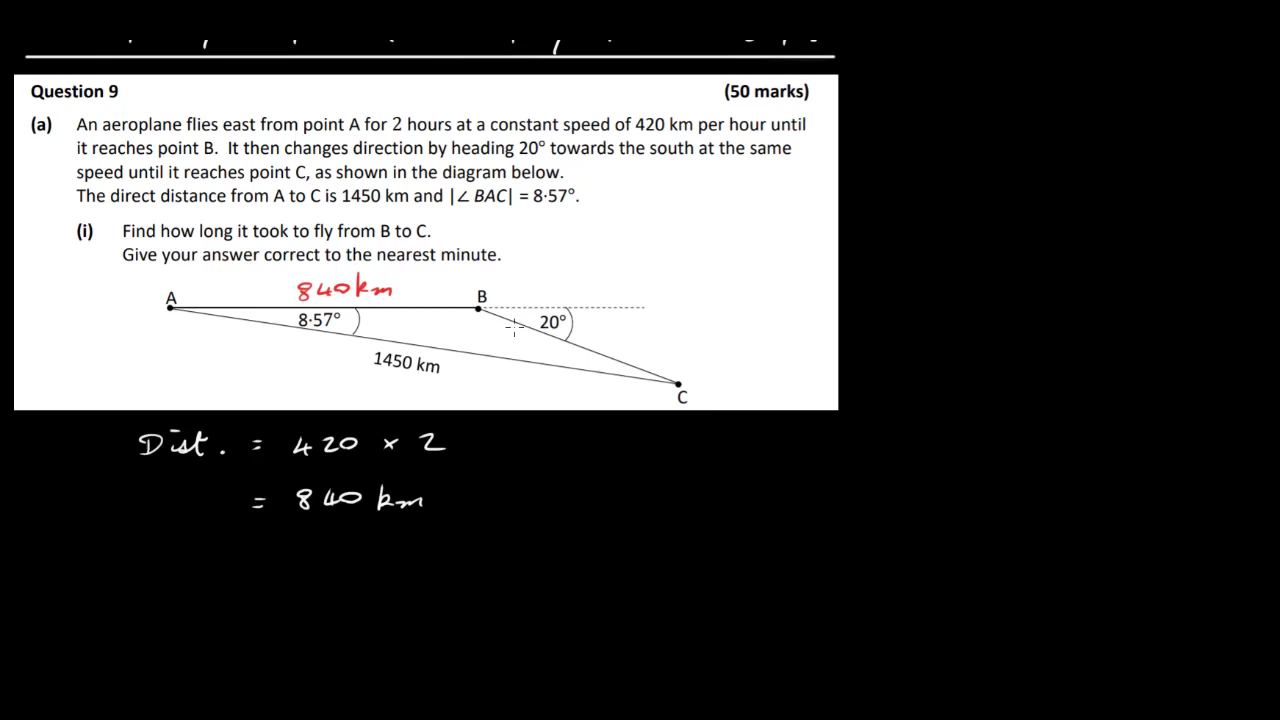 Question 9 (50 marks)
(a) An aeroplane flies east from point A for 2 hours at a constant speed of 420 km per hour until
it reaches point B. It then changes direction by heading 20° towards the south at the same
speed until it reaches point C, as shown in the diagram below.
The direct distance from A to C is 1450 km and |∠ BAC| = 8·57°.
(i) Find how long it took to fly from B to C.
Give your answer correct to the nearest minute.
840km
A B
8·57° 20°
1450 km
C
Dist. = 420 × 2
= 840 km